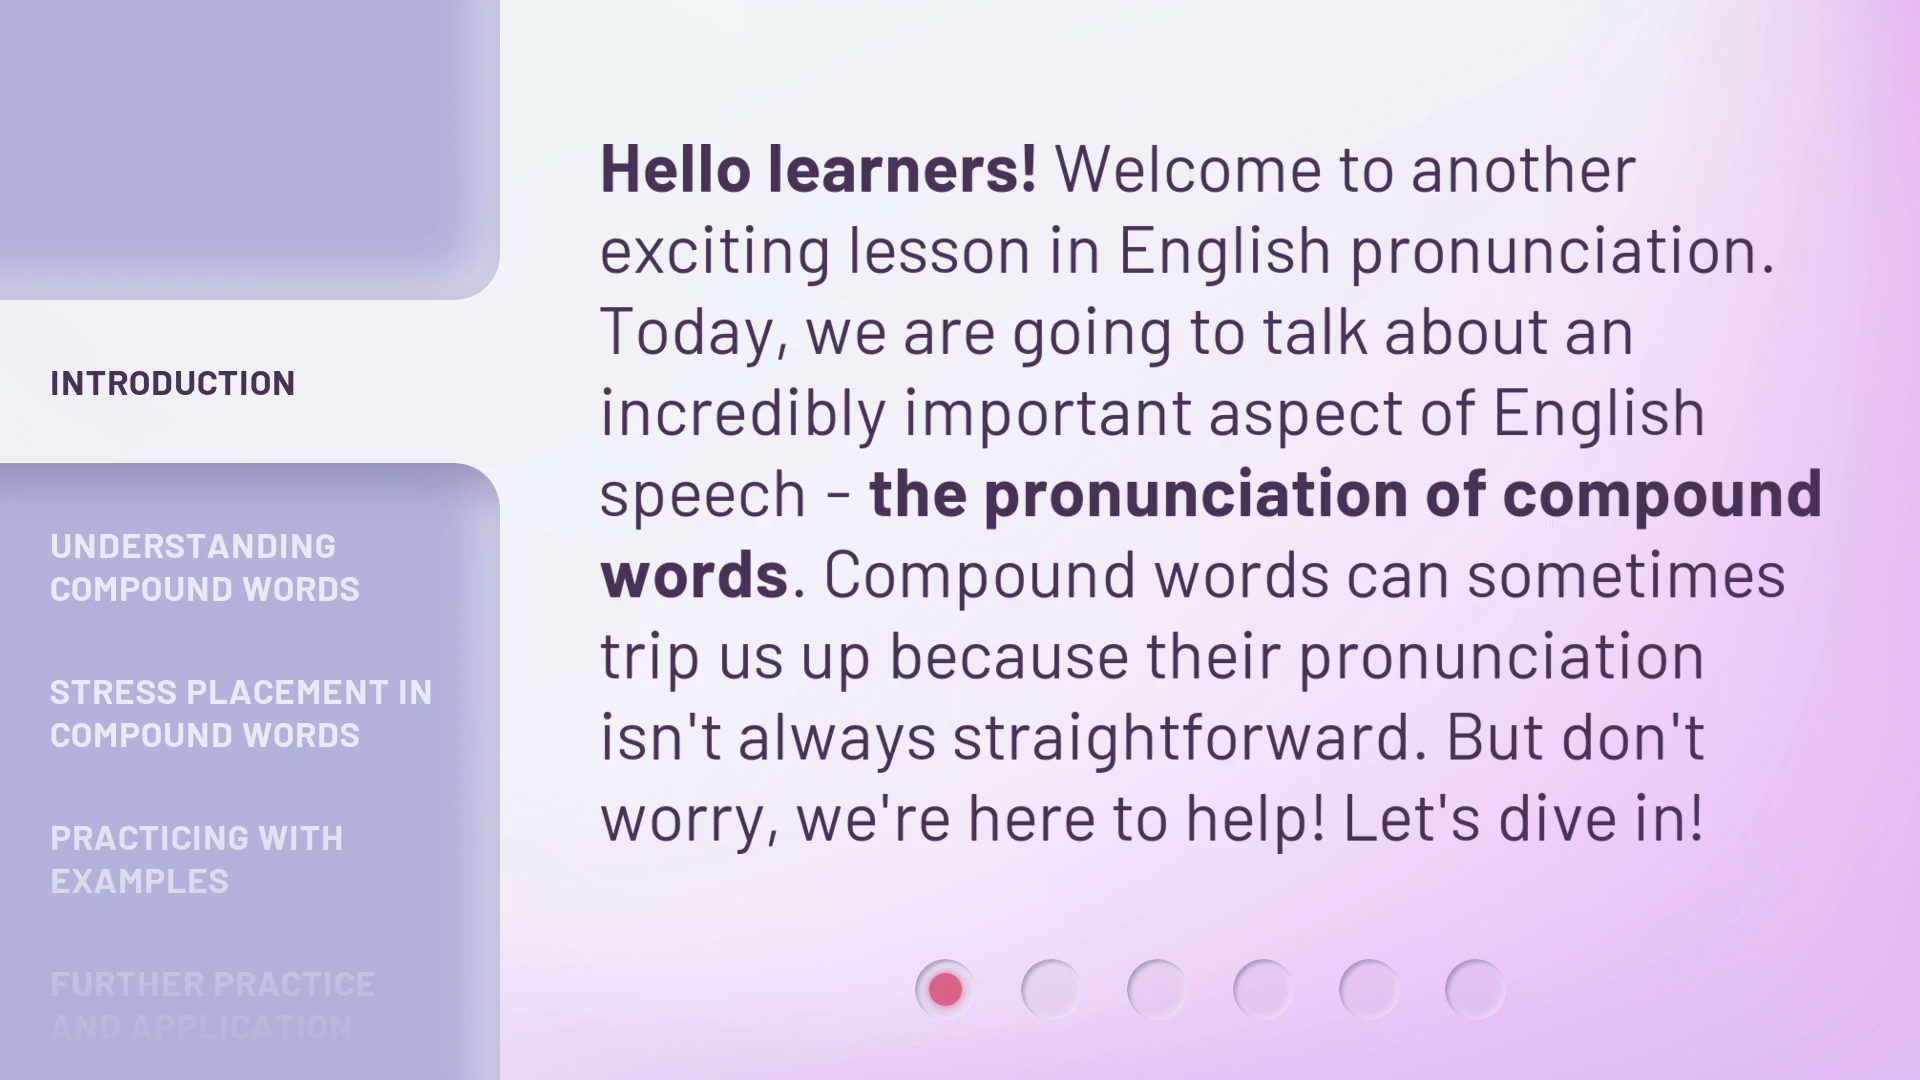 INTRODUCTION
UNDERSTANDING
COMPOUND WORDS
STRESS PLACEMENT IN
COMPOUND WORDS
PRACTICING WITH
EXAMPLES
FURTHER PRACTICE
AND APPLICATION
Hello learners! Welcome to another
exciting lesson in English pronunciation.
Today, we are going to talk about an
incredibly important aspect of English
speech - the pronunciation of compound
words. Compound words can sometimes
trip us up because their pronunciation
isn't always straightforward. But don't
worry, we're here to help! Let's dive in!